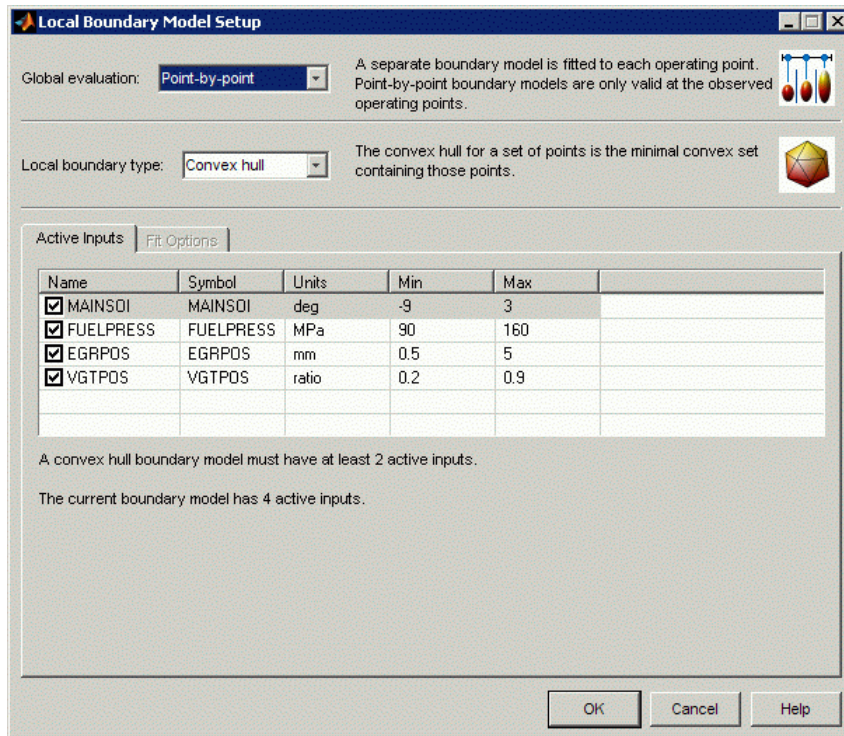 Local Boundary Model Setup
Global evaluation: Point-by-point
A separate boundary model is fitted to each operating point.
Point-by-point boundary models are only valid at the observed
operating points.
Local boundary type: Convex hull
The convex hull for a set of points is the minimal convex set
containing those points.
Active Inputs Fit Options
Name Symbol Units Min Max
MAINSOI MAINSOI deg -9 3
FUELPRESS FUELPRESS MPa 90 160
EGRPOS EGRPOS mm 0.5 5
VGTPOS VGTPOS ratio 0.2 0.9
A convex hull boundary model must have at least 2 active inputs.
The current boundary model has 4 active inputs.
OK Cancel Help